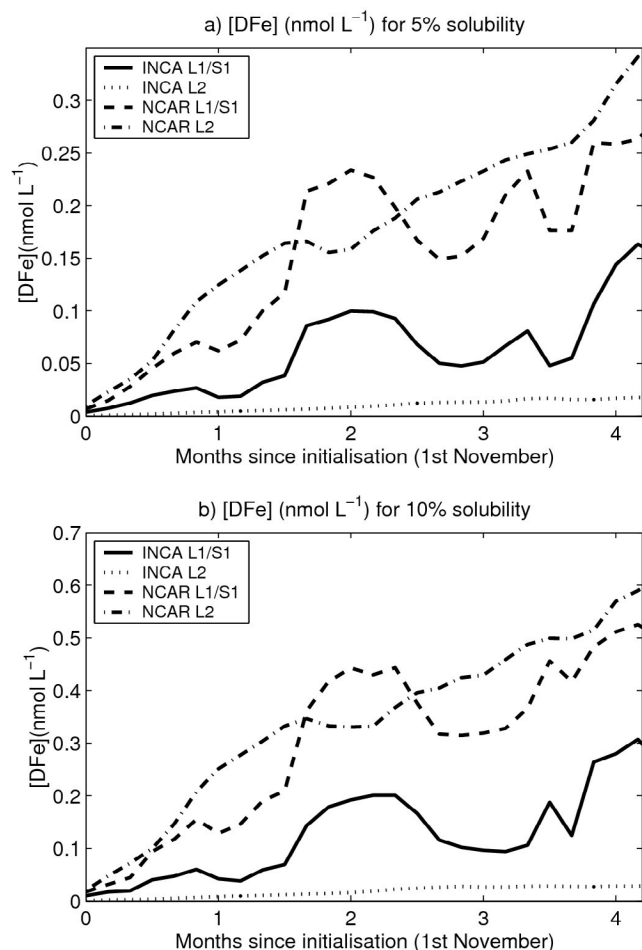 a) [DFe] (nmol L⁻¹) for 5% solubility
INCA L1/S1
INCA L2
NCAR L1/S1
NCAR L2
0.3
0.25
0.2
0.15
0.1
0.05
0
[DFe](nmol L⁻¹)
0 1 2 3 4
Months since initialisation (1st November)
b) [DFe] (nmol L⁻¹) for 10% solubility
0.7
INCA L1/S1
INCA L2
NCAR L1/S1
NCAR L2
0.6
0.5
0.4
0.3
0.2
0.1
0
[DFe](nmol L⁻¹)
0 1 2 3 4
Months since initialisation (1st November)